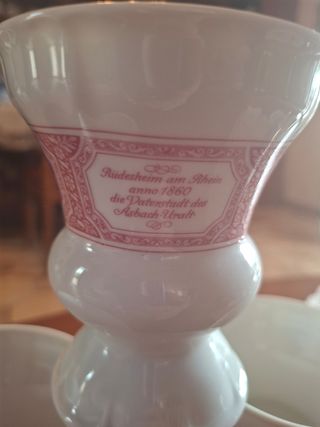 Rüdesheim am Rhein
anno 1860
die Vaterstadt des
Asbach-Uralt